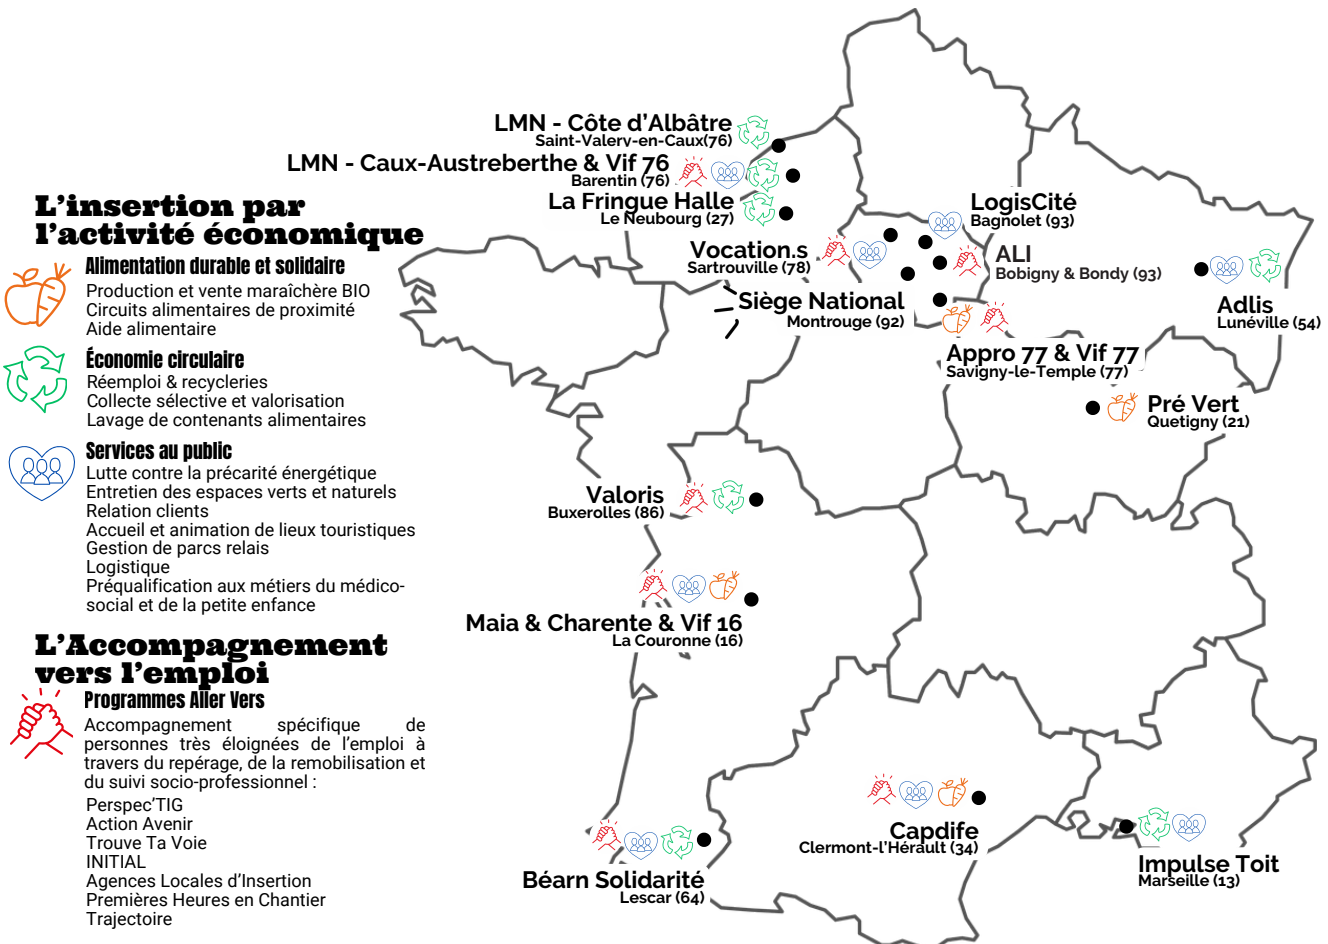 L'insertion par
l'activité économique
Alimentation durable et solidaire
Production et vente maraîchère BIO
Circuits alimentaires de proximité
Aide alimentaire
Économie circulaire
Réemploi & recycleries
Collecte sélective et valorisation
Lavage de contenants alimentaires
Services au public
Lutte contre la précarité énergétique
Entretien des espaces verts et naturels
Relation clients
Accueil et animation de lieux touristiques
Gestion de parcs relais
Logistique
Préqualification aux métiers du médico-
social et de la petite enfance
L'Accompagnement
vers l'emploi
Programmes Aller Vers
Accompagnement spécifique de
personnes très éloignées de l'emploi à
travers du repérage, de la remobilisation et
du suivi socio-professionnel :
Perspec'TIG
Action Avenir
Trouve Ta Voie
INITIAL
Agences Locales d'Insertion
Premières Heures en Chantier
Trajectoire
LMN - Côte d'Albâtre
Saint-Valery-en-Caux(76)
LMN - Caux-Austreberthe & Vif 76
Barentin (76)
La Fringue Halle
Le Neubourg (27)
LogisCité
Bagnolet (93)
Vocation.s
Sartrouville (78)
ALI
Bobigny & Bondy (93)
Siège National
Montrouge (92)
Adlis
Lunéville (54)
Appro 77 & Vif 77
Savigny-le-Temple (77)
Pré Vert
Quetigny (21)
Valoris
Buxerolles (86)
Maia & Charente & Vif 16
La Couronne (16)
Capdife
Clermont-l'Hérault (34)
Impulse Toit
Marseille (13)
Béarn Solidarité
Lescar (64)